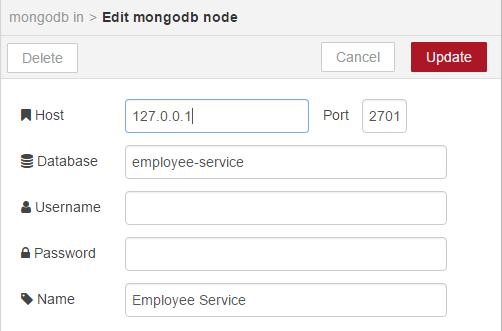 mongodb in > Edit mongodb node
Delete Cancel Update
Host 127.0.0.1 Port 2701
Database employee-service
Username
Password
Name Employee Service